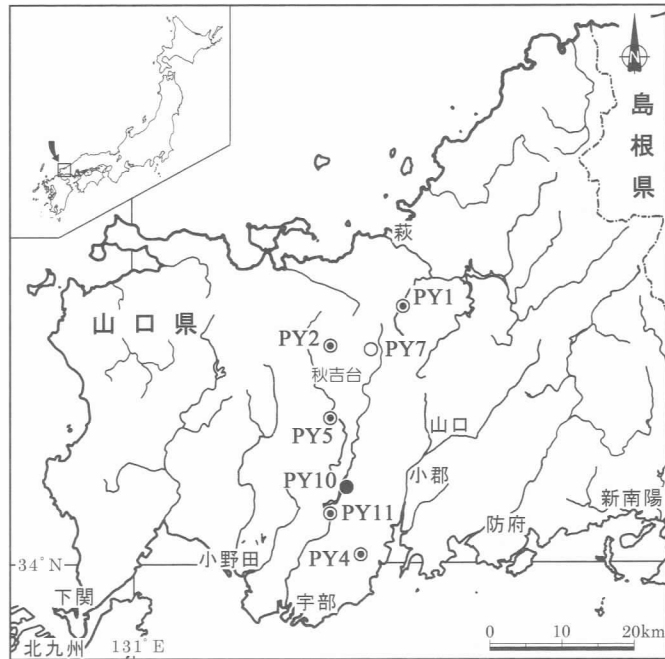 N
島根県
萩
PY1
山口県
PY2
PY7
秋吉台
PY5
山口
PY10
小郡
新南陽
PY11
防府
小野田
PY4
34°N
下関
宇部
北九州
131°E
0 10 20km